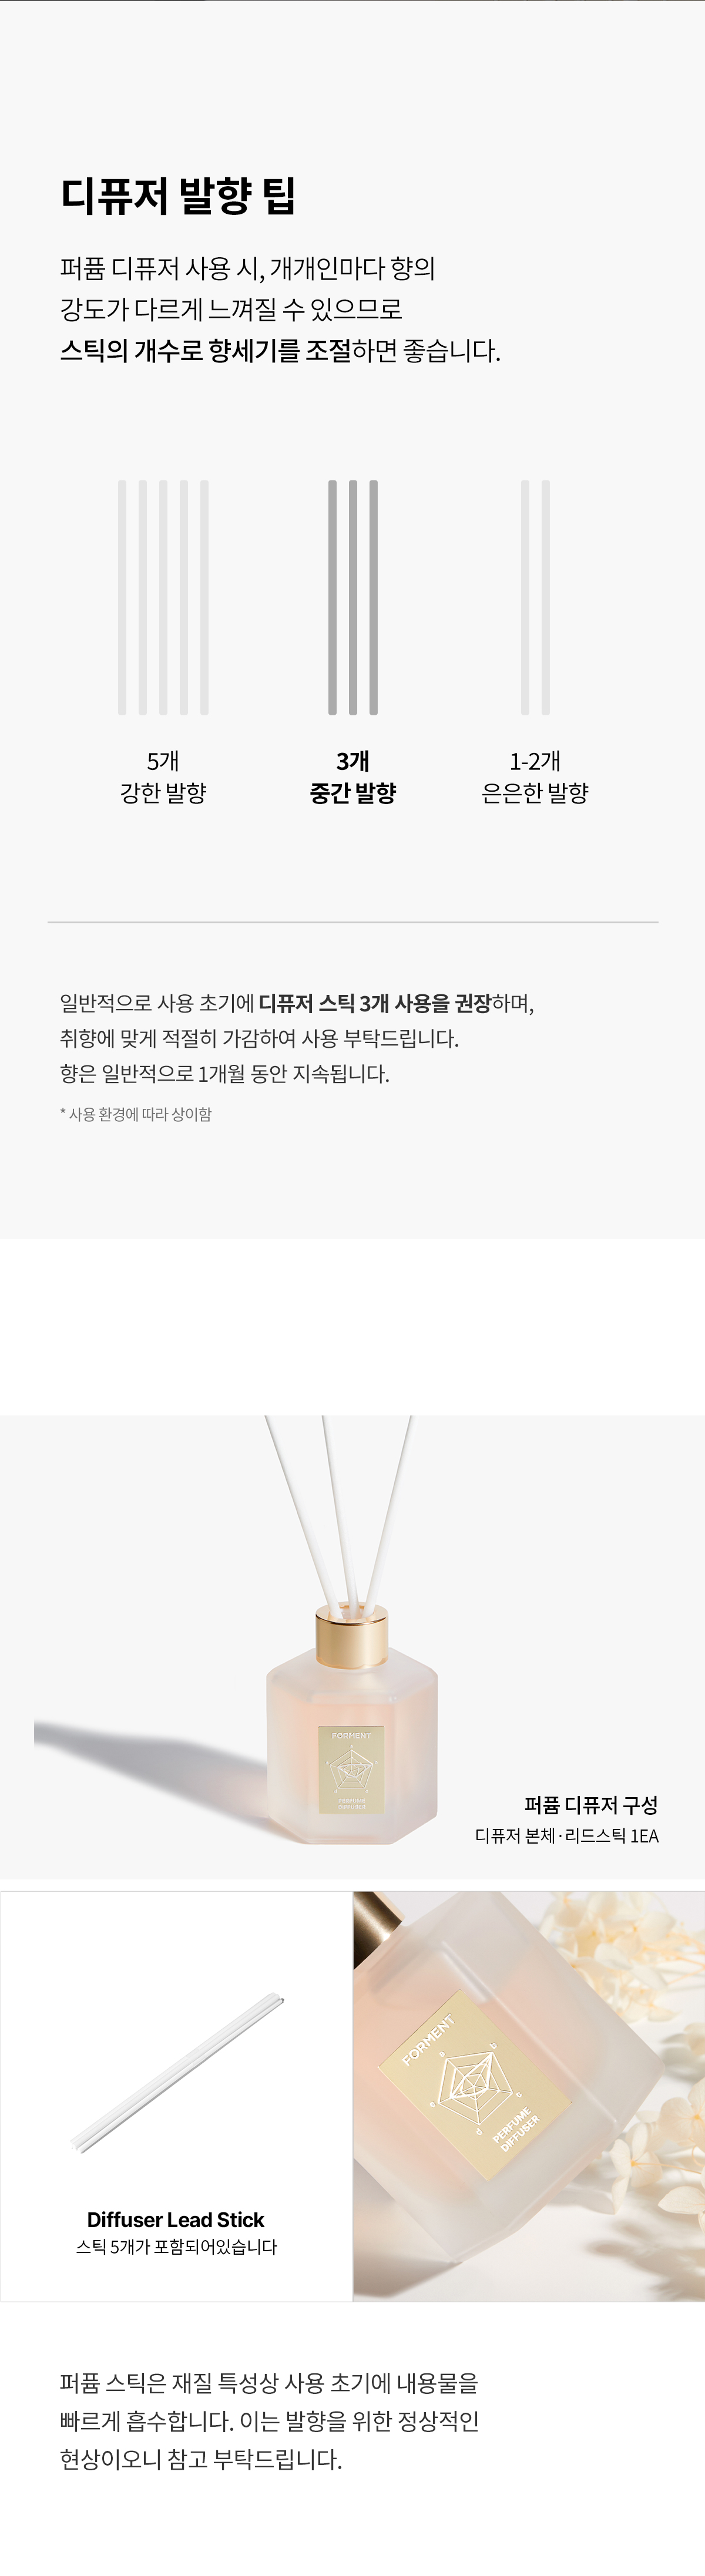 디퓨저 발향 팁
퍼퓸 디퓨저 사용 시, 개개인마다 향의
강도가 다르게 느껴질 수 있으므로
스틱의 개수로 향세기를 조절하면 좋습니다.
5개
강한 발향
3개
중간 발향
1-2개
은은한 발향
일반적으로 사용 초기에 디퓨저 스틱 3개 사용을 권장하며,
취향에 맞게 적절히 가감하여 사용 부탁드립니다.
향은 일반적으로 1개월 동안 지속됩니다.
* 사용 환경에 따라 상이함
FORMENT
PERFUME
DIFFUSER
퍼퓸 디퓨저 구성
디퓨저 본체·리드스틱 1EA
Diffuser Lead Stick
스틱 5개가 포함되어있습니다
FORMENT
a
b
c
d
e
PERFUME
DIFFUSER
퍼퓸 스틱은 재질 특성상 사용 초기에 내용물을
빠르게 흡수합니다. 이는 발향을 위한 정상적인
현상이오니 참고 부탁드립니다.